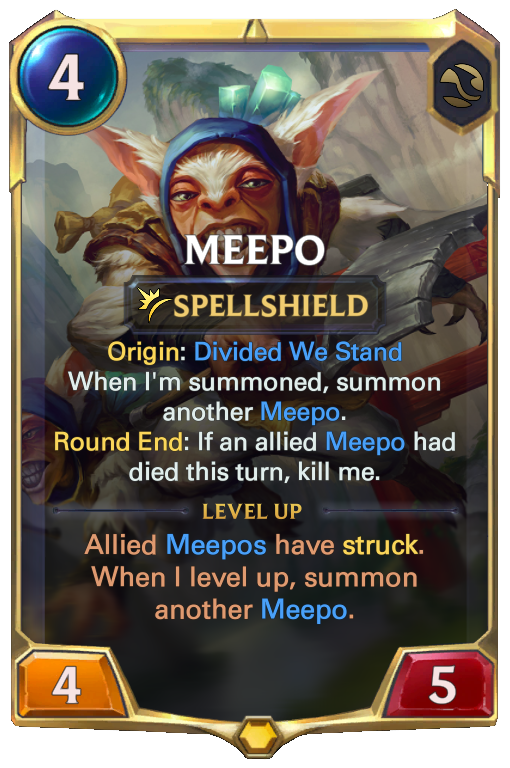 4
MEEPO
SPELLSHIELD
Origin: Divided We Stand
When I'm summoned, summon
another Meepo.
Round End: If an allied Meepo had
died this turn, kill me.
LEVEL UP
Allied Meepos have struck.
When I level up, summon
another Meepo.
4
5